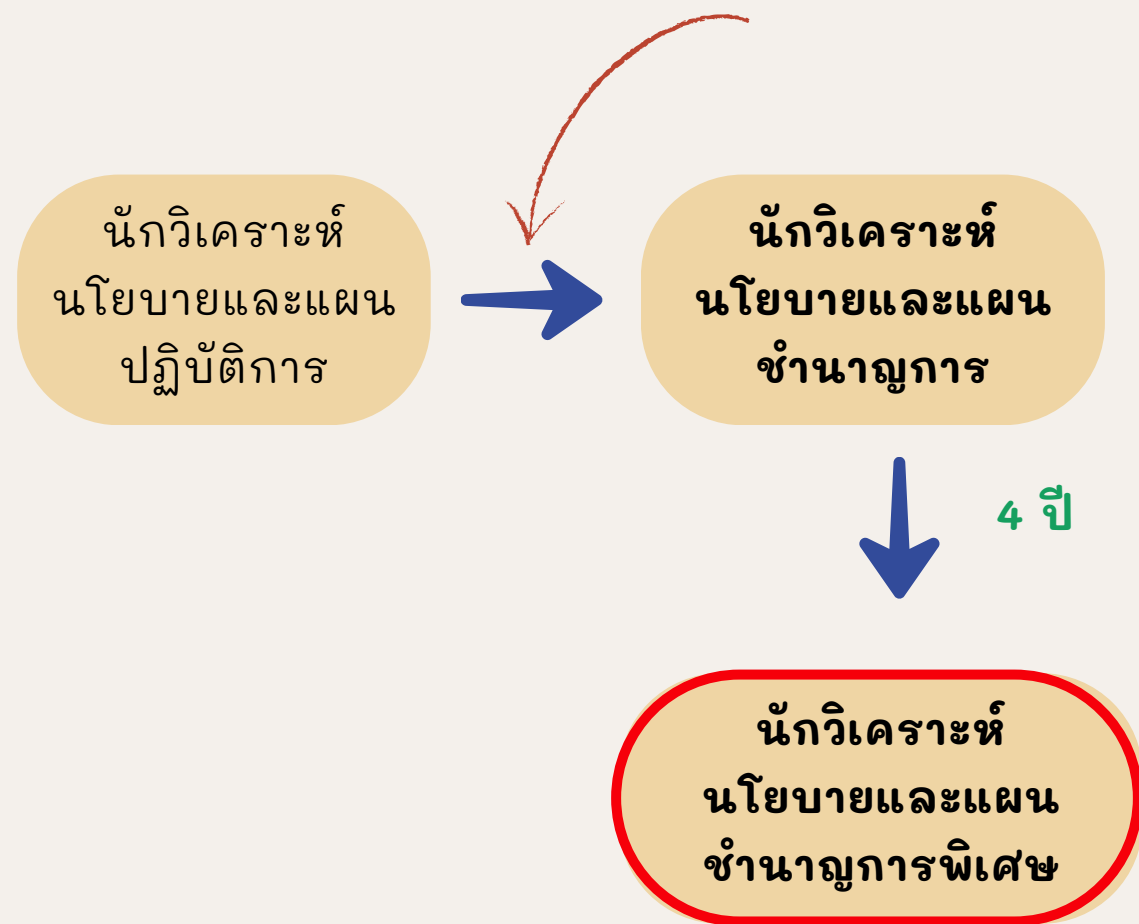 นักวิเคราะห์
นโยบายและแผน
ปฏิบัติการ
นักวิเคราะห์
นโยบายและแผน
ชำนาญการ
4 ปี
นักวิเคราะห์
นโยบายและแผน
ชำนาญการพิเศษ